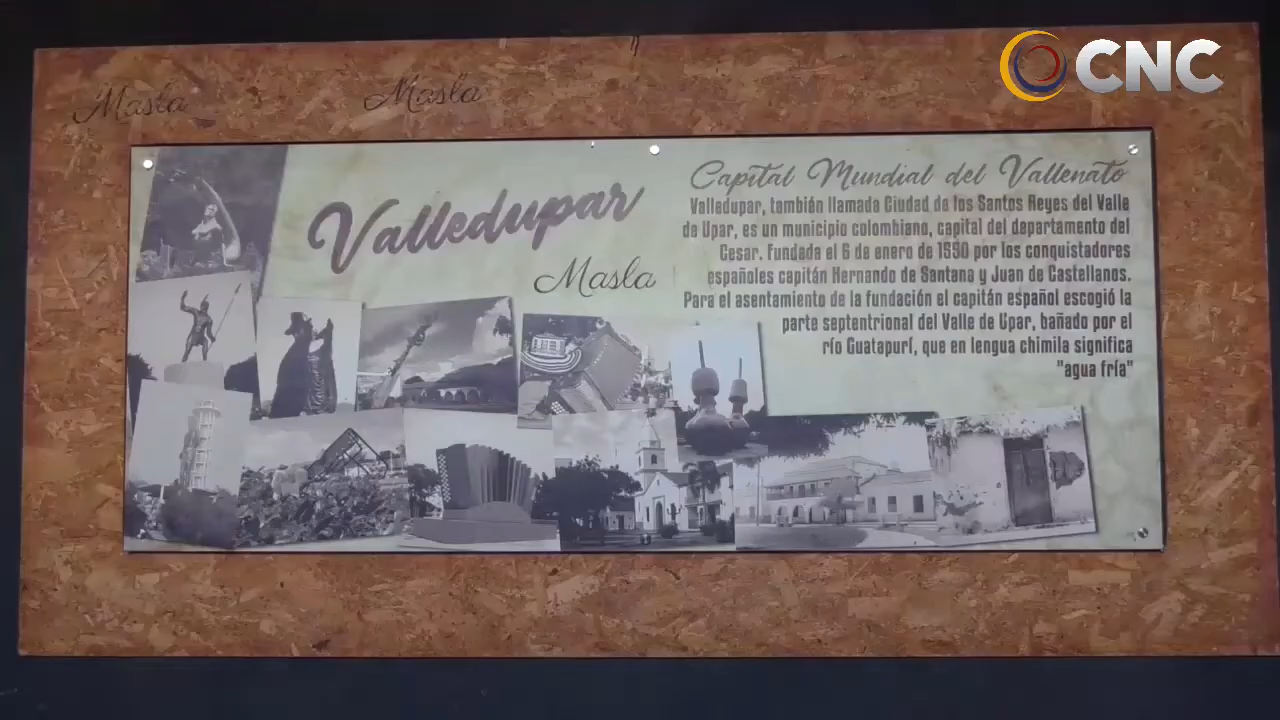 CNC
Masla
Masla
Valledupar
Masla
Capital Mundial del Vallenato
Valledupar, también llamada Ciudad de los Santos Reyes del Valle
de Upar, es un municipio colombiano, capital del departamento del
Cesar. Fundada el 6 de enero de 1550 por los conquistadores
españoles capitán Hernando de Santana y Juan de Castellanos.
Para el asentamiento de la fundación el capitán español escogió la
parte septentrional del Valle de Upar, bañado por el
río Guatapurí, que en lengua chimila significa
"agua fría"